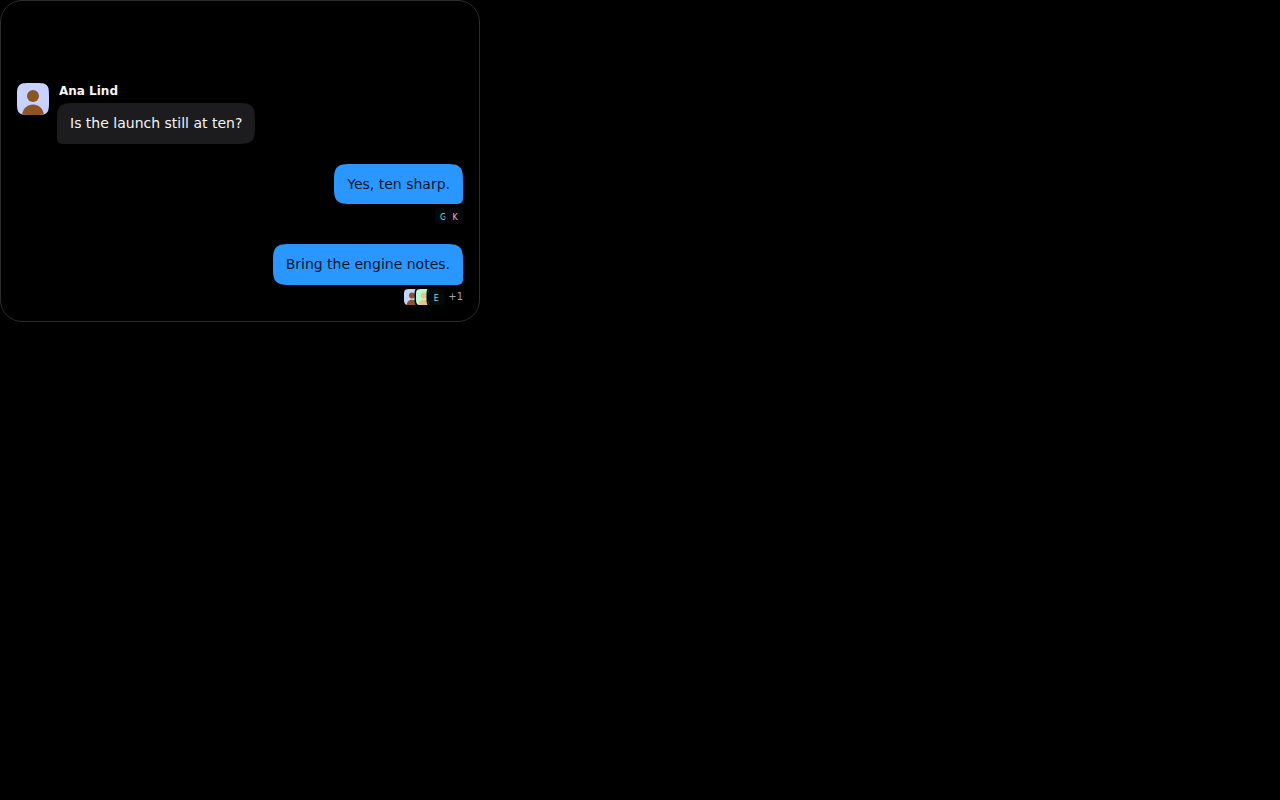 Ana Lind
Is the launch still at ten?
Yes, ten sharp.
G K
Bring the engine notes.
E +1